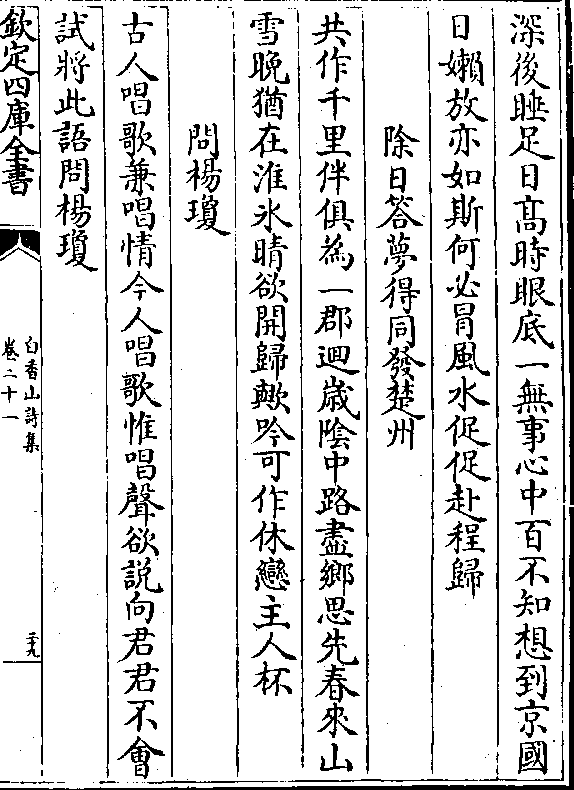 深後睡足日髙時眼底一無事心中百不知想到京國
日嬾放亦如斯何必冒風水促促赴程歸
除日答夢得同發楚州
共作千里伴俱為一郡迴嵗陰中路盡鄉思先春來山
雪晚猶在淮氷晴欲開歸歟吟可作休戀主人杯
問楊瓊
古人唱歌兼唱情今人唱歌惟唱聲欲説向君君不會
試將此語問楊瓊
欽定四庫全書
白香山詩集
卷二十一
二十九